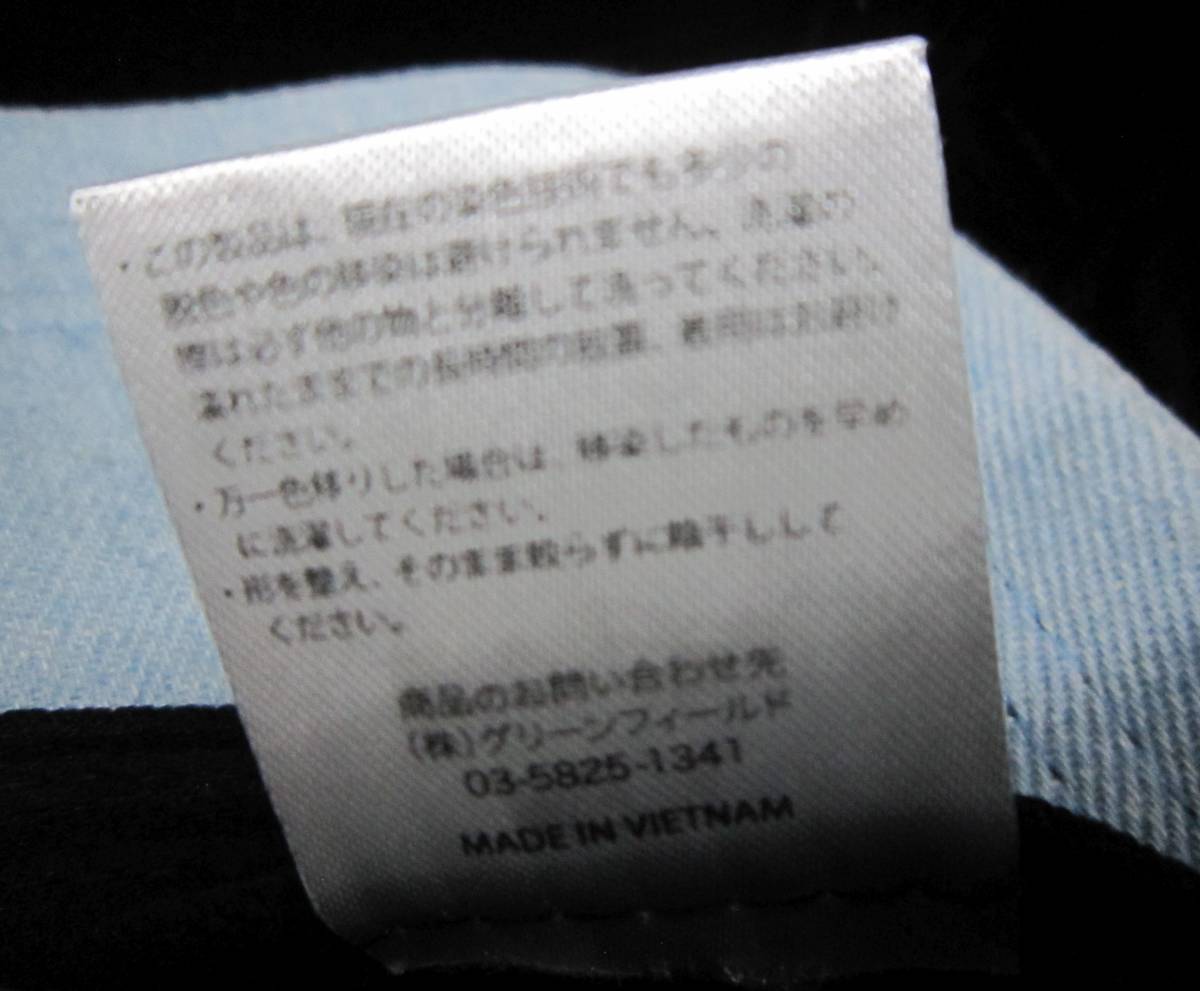 ・この製品は、現在の染色技術でも多少の
脱色や色の移染は避けられません。洗濯の
際は必ず他の物と分離して洗ってください。
濡れたままでの長時間の放置、着用はお避け
ください。
・万一色移りした場合は、移染したものを早め
に洗濯してください。
・形を整え、そのまま絞らずに陰干しして
ください。
商品のお問い合わせ先
(株)グリーンフィールド
03-5825-1341
MADE IN VIETNAM